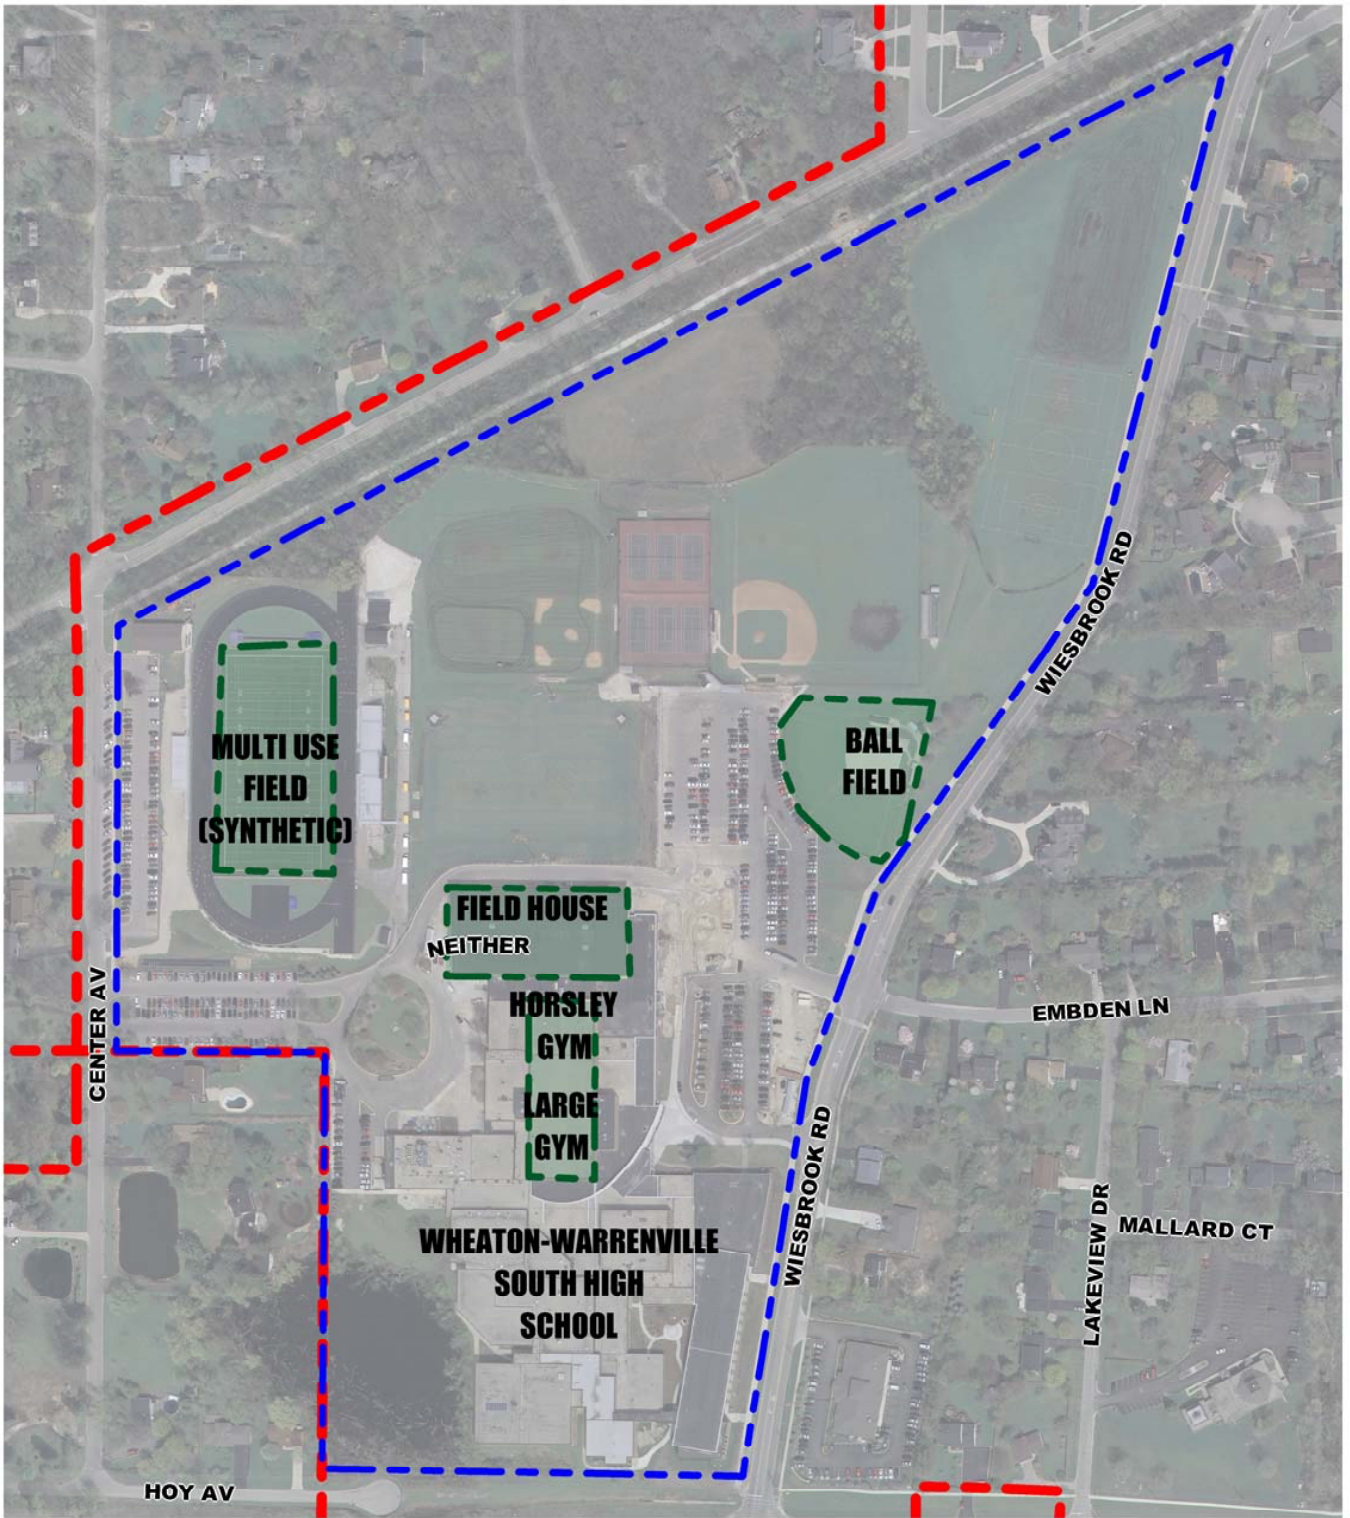 WIESBROOK RD
MULTI USE
FIELD
(SYNTHETIC)
BALL
FIELD
FIELD HOUSE
NEITHER
HORSLEY
GYM
LARGE
GYM
CENTER AV
EMBDEN LN
WIESBROOK RD
WHEATON-WARRENVILLE
SOUTH HIGH
SCHOOL
LAKEVIEW DR
MALLARD CT
HOY AV